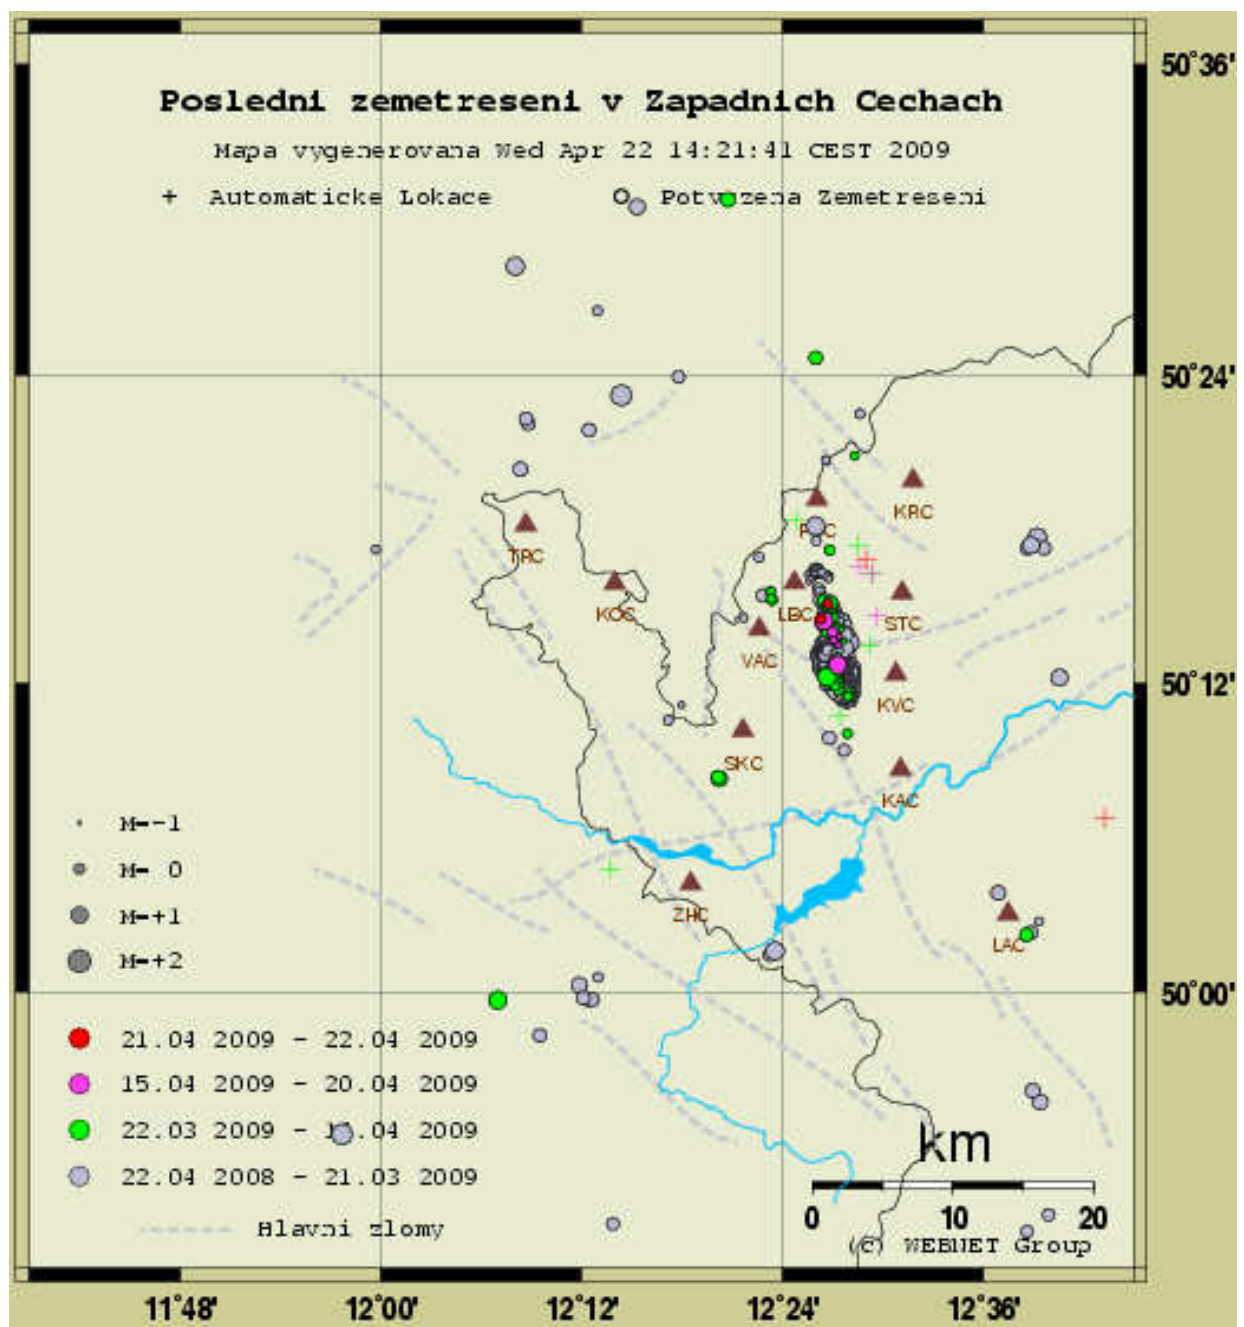 Posledni zemetreseni v Zapadnich Cechach
Mapa vygenerovana Wed Apr 22 14:21:41 CEST 2009
+ Automaticke Lokace
Zemetreseni
50°36'
50°24'
50°12'
50°00'
KRC
TRC
KOC
LBC
STC
VAC
KVC
SKC
KAC
ZHC
LAC
M=-1
M= 0
M=+1
M=+2
21.04 2009 - 22.04 2009
15.04 2009 - 20.04 2009
22.03 2009 - .04 2009
22.04 2008 - 21.03 2009
Hlavni zlomy
km
0 10 20
(C) WEBNET Group
11°48' 12°00' 12°12' 12°24' 12°36'